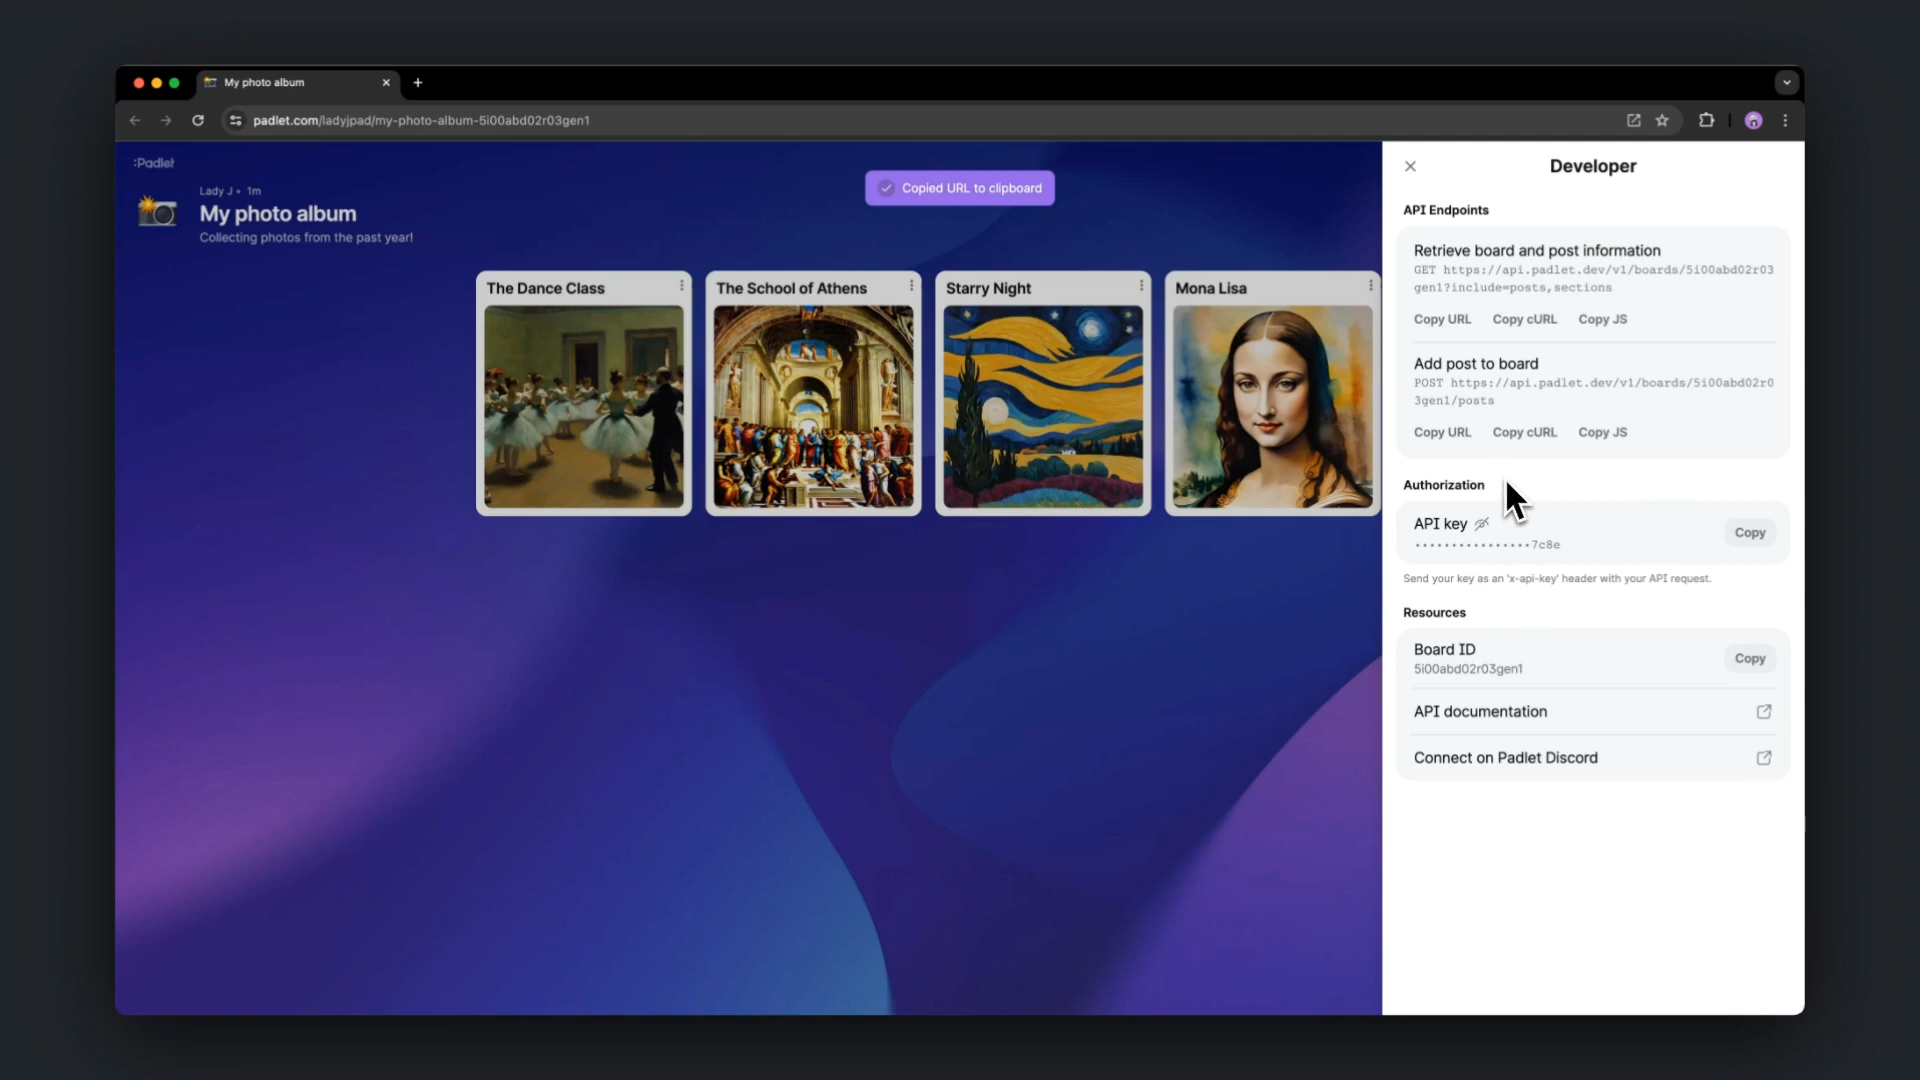 My photo album
padlet.com/ladyjpad/my-photo-album-5i00abd02r03gen1
:Padlet
Lady J • 1m
My photo album
Collecting photos from the past year!
Copied URL to clipboard
The Dance Class
The School of Athens
Starry Night
Mona Lisa
Developer
API Endpoints
Retrieve board and post information
GET https://api.padlet.dev/v1/boards/5i00abd02r03
gen1?include=posts,sections
Copy URL Copy cURL Copy JS
Add post to board
POST https://api.padlet.dev/v1/boards/5i00abd02r0
3gen1/posts
Copy URL Copy cURL Copy JS
Authorization
API key
••••••••••••••••7c8e
Copy
Send your key as an 'x-api-key' header with your API request.
Resources
Board ID
5i00abd02r03gen1
Copy
API documentation
Connect on Padlet Discord